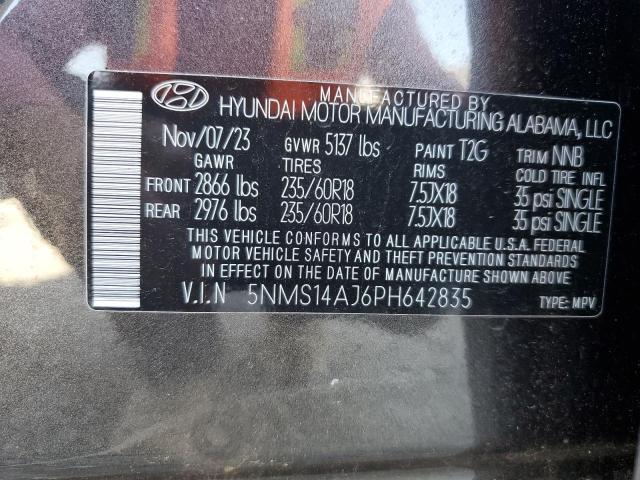 MANUFACTURED BY
HYUNDAI MOTOR MANUFACTURING ALABAMA, LLC
Nov/07/23 GVWR 5137 lbs PAINT T2G TRIM NNB
GAWR TIRES RIMS COLD TIRE INFL
FRONT 2866 lbs 235/60R18 7.5JX18 35 psi SINGLE
REAR 2976 lbs 235/60R18 7.5JX18 35 psi SINGLE
THIS VEHICLE CONFORMS TO ALL APPLICABLE U.S.A. FEDERAL
MOTOR VEHICLE SAFETY AND THEFT PREVENTION STANDARDS
IN EFFECT ON THE DATE OF MANUFACTURE SHOWN ABOVE.
V.I.N 5NMS14AJ6PH642835 TYPE: MPV